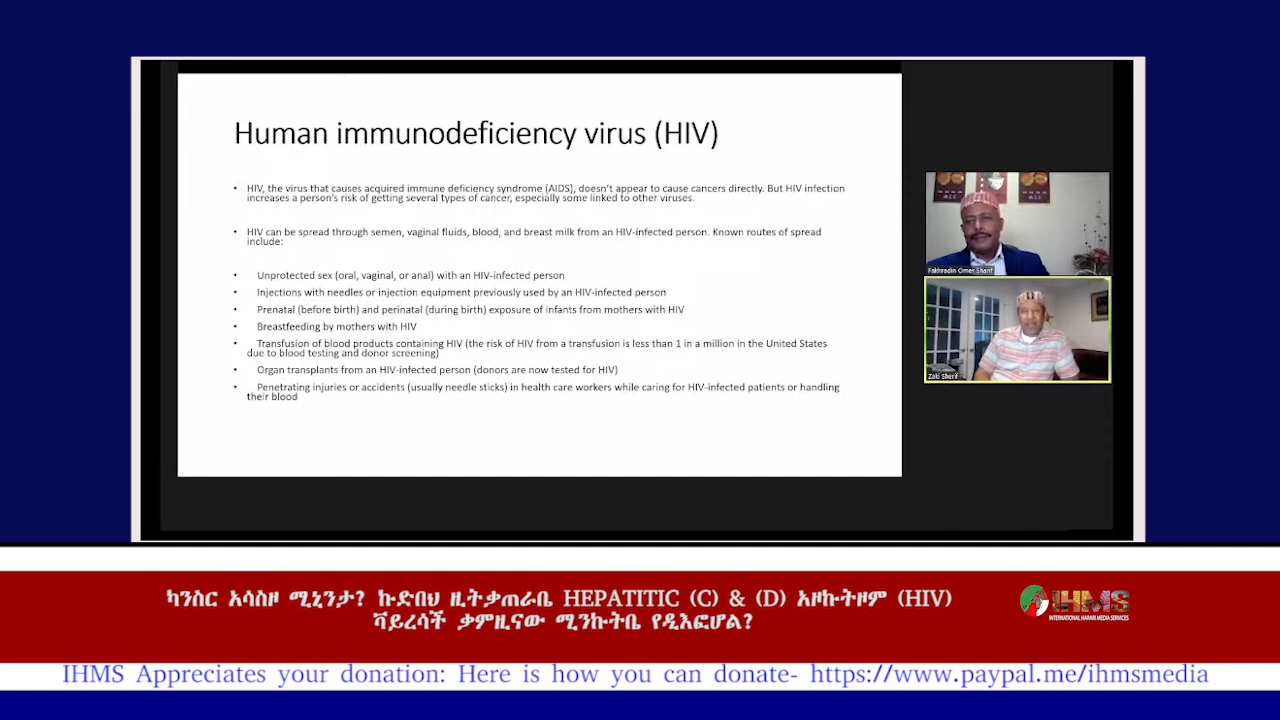 Human immunodeficiency virus (HIV)
• HIV, the virus that causes acquired immune deficiency syndrome (AIDS), doesn't appear to cause cancers directly. But HIV infection
increases a person's risk of getting several types of cancer, especially some linked to other viruses.
• HIV can be spread through semen, vaginal fluids, blood, and breast milk from an HIV-infected person. Known routes of spread
include:
• Unprotected sex (oral, vaginal, or anal) with an HIV-infected person
• Injections with needles or injection equipment previously used by an HIV-infected person
• Prenatal (before birth) and perinatal (during birth) exposure of infants from mothers with HIV
• Breastfeeding by mothers with HIV
• Transfusion of blood products containing HIV (the risk of HIV from a transfusion is less than 1 in a million in the United States
due to blood testing and donor screening)
• Organ transplants from an HIV-infected person (donors are now tested for HIV)
• Penetrating injuries or accidents (usually needle sticks) in health care workers while caring for HIV-infected patients or handling
their blood
Fakhradin Omer Sharif
Zaki Sherif
ካንስር አሳስዞ ሚኒንታ? ኩድበህ ዚትቃጠራቤ HEPATITIC (C) & (D) አዞኩትዞም (HIV)
ቫይረሳች ቃምዚናው ሚንኩትቤ የዲእፎሆል?
IHMS
INTERNATIONAL HARARI MEDIA SERVICES
IHMS Appreciates your donation: Here is how you can donate- https://www.paypal.me/ihmsmedia